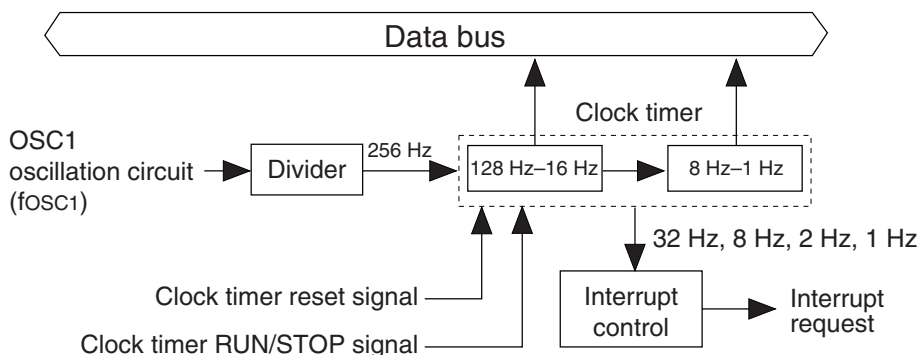 Data bus
Clock timer
OSC1
oscillation circuit
(fOSC1)
Divider
256 Hz
128 Hz–16 Hz
8 Hz–1 Hz
32 Hz, 8 Hz, 2 Hz, 1 Hz
Clock timer reset signal
Clock timer RUN/STOP signal
Interrupt
control
Interrupt
request